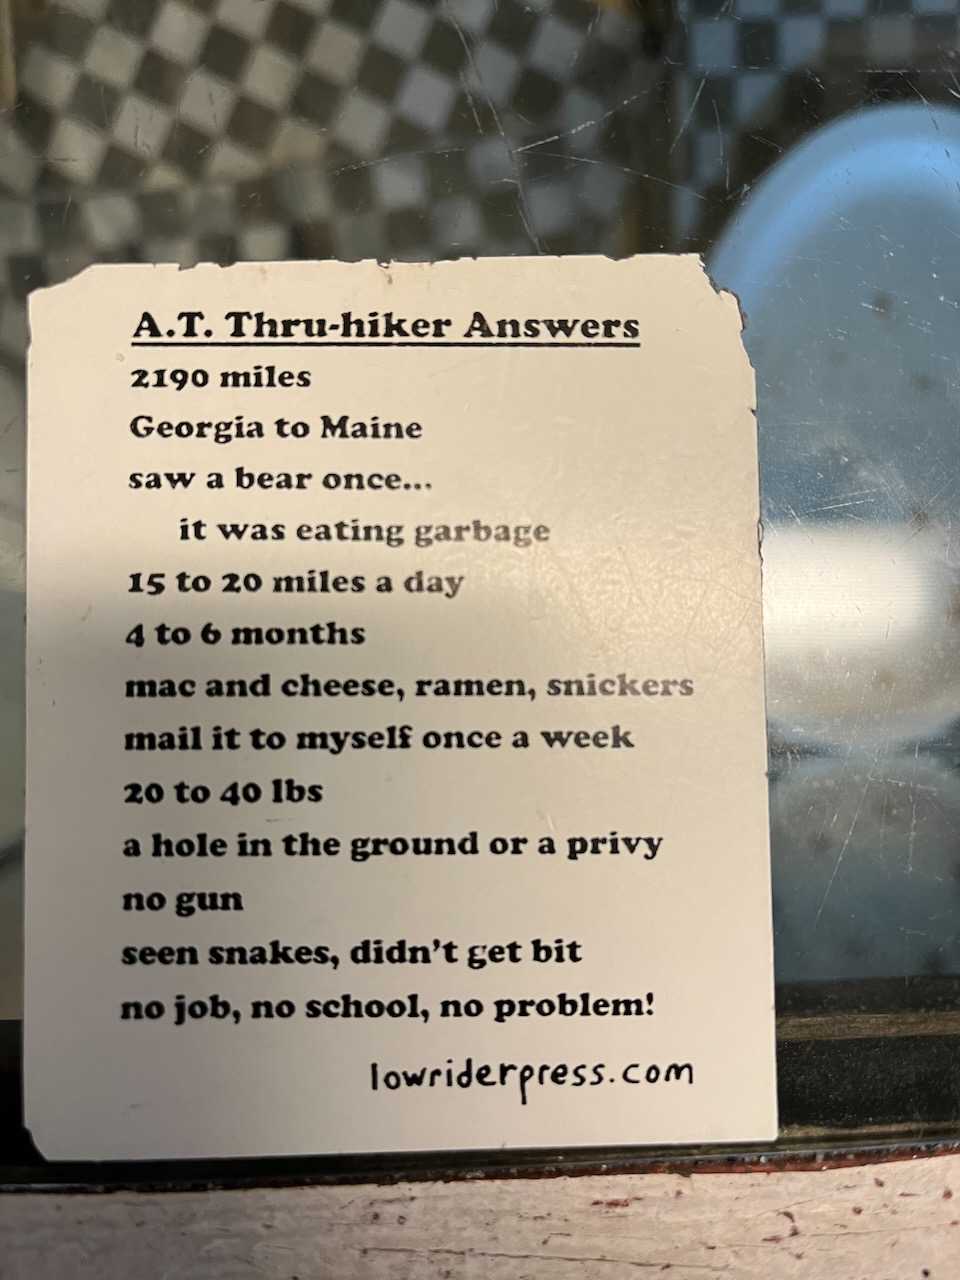 A.T. Thru-hiker Answers
2190 miles
Georgia to Maine
saw a bear once...
it was eating garbage
15 to 20 miles a day
4 to 6 months
mac and cheese, ramen, snickers
mail it to myself once a week
20 to 40 lbs
a hole in the ground or a privy
no gun
seen snakes, didn't get bit
no job, no school, no problem!
lowriderpress.com